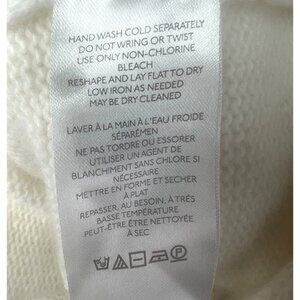 HAND WASH COLD SEPARATELY
DO NOT WRING OR TWIST
USE ONLY NON-CHLORINE
BLEACH
RESHAPE AND LAY FLAT TO DRY
LOW IRON AS NEEDED
MAY BE DRY CLEANED
LAVER À LA MAIN À L'EAU FROIDE
SÉPARÉMEN
NE PAS TORDRE OU ESSORER
UTILISER UN AGENT DE
BLANCHIMENT SANS CHLORE SI
NÉCESSAIRE
METTRE EN FORME ET SECHER
À PLAT
REPASSER, AU BESOIN, À TRÈS
BASSE TEMPÉRATURE
PEUT-ÊTRE ÊTRE NETTOYÉE
À SEC